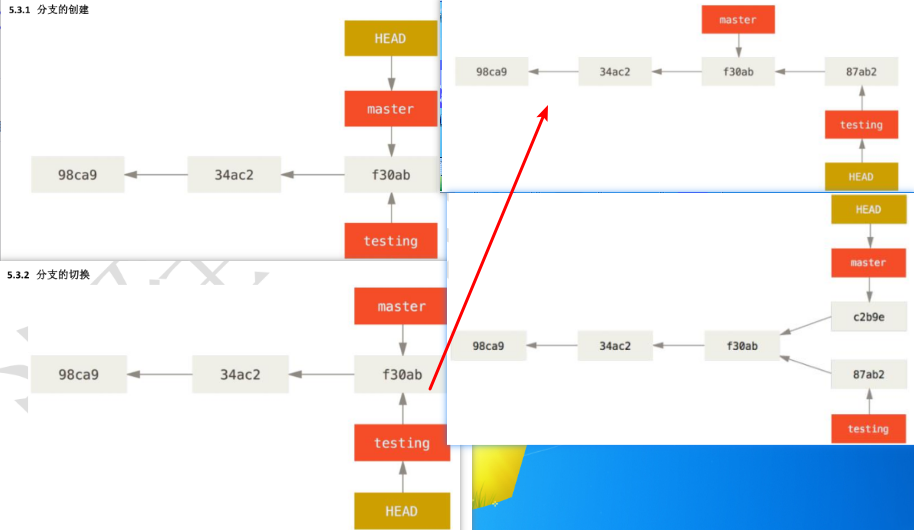 5.3.1 分支的创建
HEAD
master
98ca9 34ac2 f30ab
testing
5.3.2 分支的切换
master
98ca9 34ac2 f30ab
testing
HEAD
master
98ca9 34ac2 f30ab 87ab2
testing
HEAD
HEAD
master
c2b9e
98ca9 34ac2 f30ab
87ab2
testing